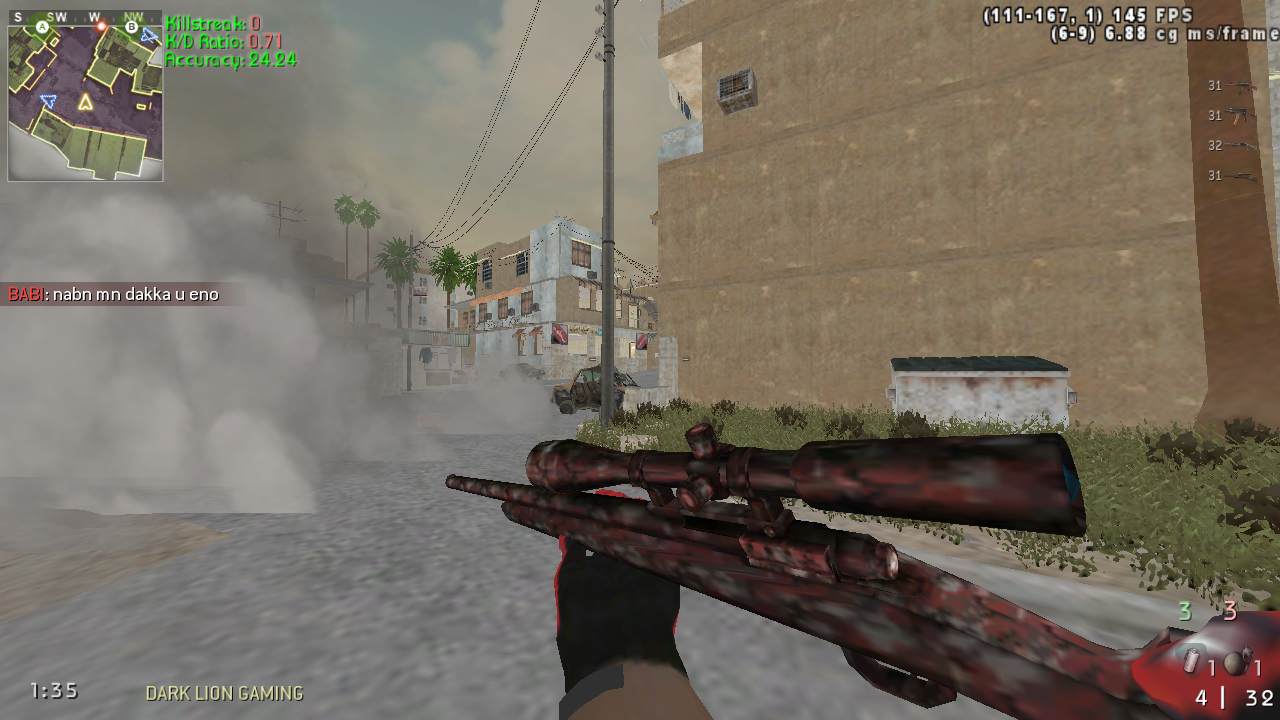 S SW W NW
A B
Killstreak: 0
K/D Ratio: 0.71
Accuracy: 24.24
(111-167, 1) 145 FPS
(6-9) 6.88 cg ms/frame
31
31
32
31
BABI: nabn mn dakka u eno
3 3
1 1
4 | 32
1:35
DARK LION GAMING